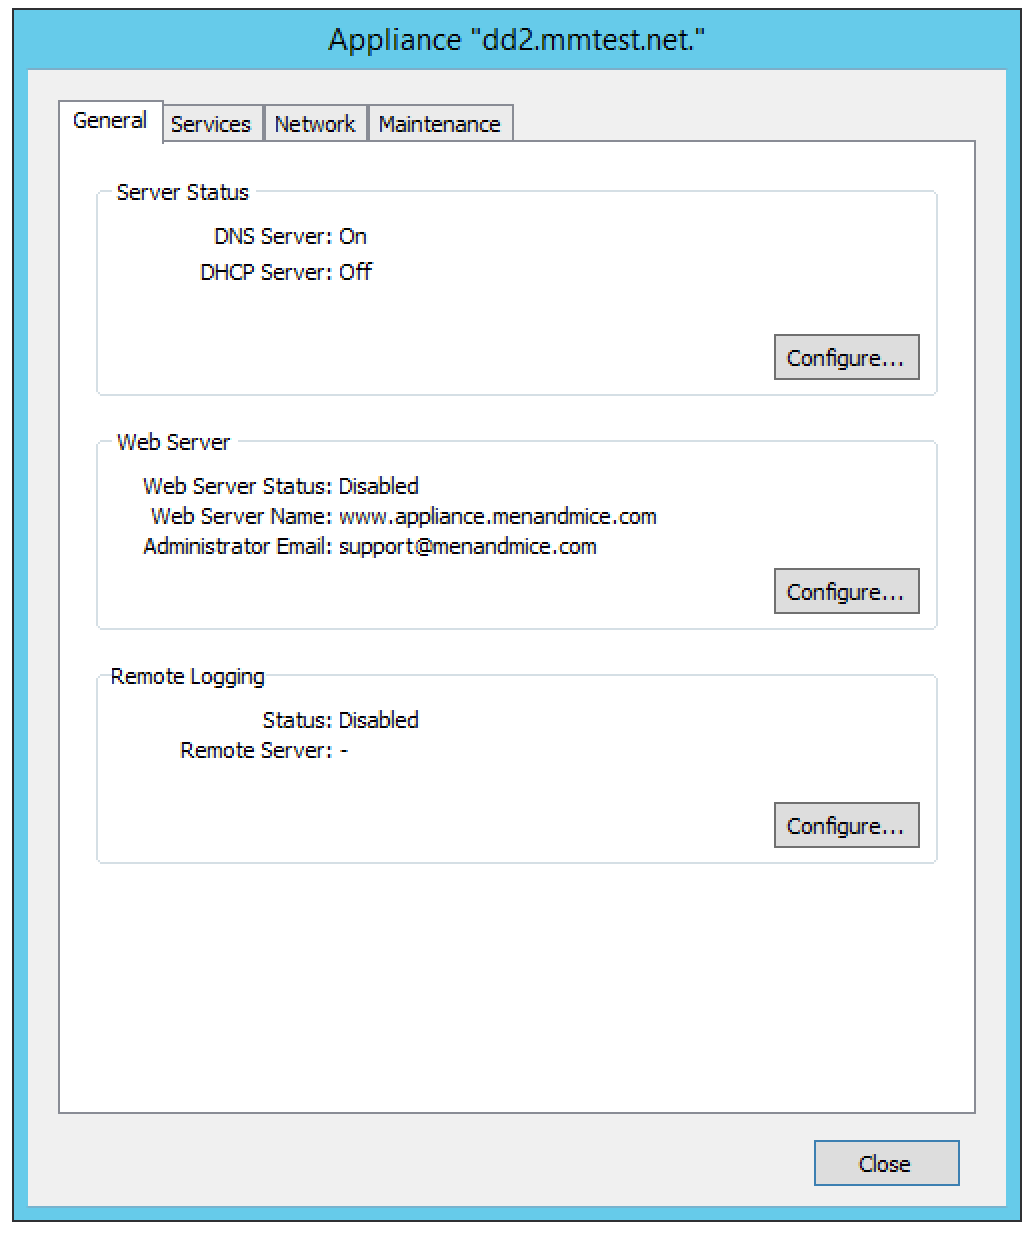 Appliance "dd2.mmtest.net."
General Services Network Maintenance
Server Status
DNS Server: On
DHCP Server: Off
Configure...
Web Server
Web Server Status: Disabled
Web Server Name: www.appliance.menandmice.com
Administrator Email: support@menandmice.com
Configure...
Remote Logging
Status: Disabled
Remote Server: -
Configure...
Close